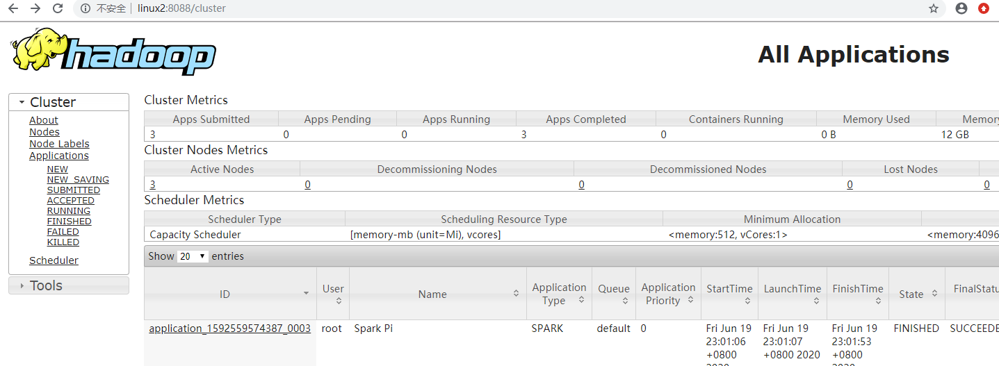 不安全 | linux2:8088/cluster
hadoop
All Applications
Cluster
About
Nodes
Node Labels
Applications
NEW
NEW_SAVING
SUBMITTED
ACCEPTED
RUNNING
FINISHED
FAILED
KILLED
Scheduler
Tools
Cluster Metrics
Apps Submitted Apps Pending Apps Running Apps Completed Containers Running Memory Used Memory
3 0 0 3 0 0 B 12 GB
Cluster Nodes Metrics
Active Nodes Decommissioning Nodes Decommissioned Nodes Lost Nodes
3 0 0 0 0
Scheduler Metrics
Scheduler Type Scheduling Resource Type Minimum Allocation
Capacity Scheduler [memory-mb (unit=Mi), vcores] <memory:512, vCores:1> <memory:4096
Show 20 entries
ID User Name Application Type Queue Application Priority StartTime LaunchTime FinishTime State FinalStatu
application_1592559574387_0003 root Spark Pi SPARK default 0 Fri Jun 19 Fri Jun 19 Fri Jun 19 FINISHED SUCCEEDE
23:01:06 23:01:07 23:01:53
+0800 +0800 2020 +0800
2020 2020